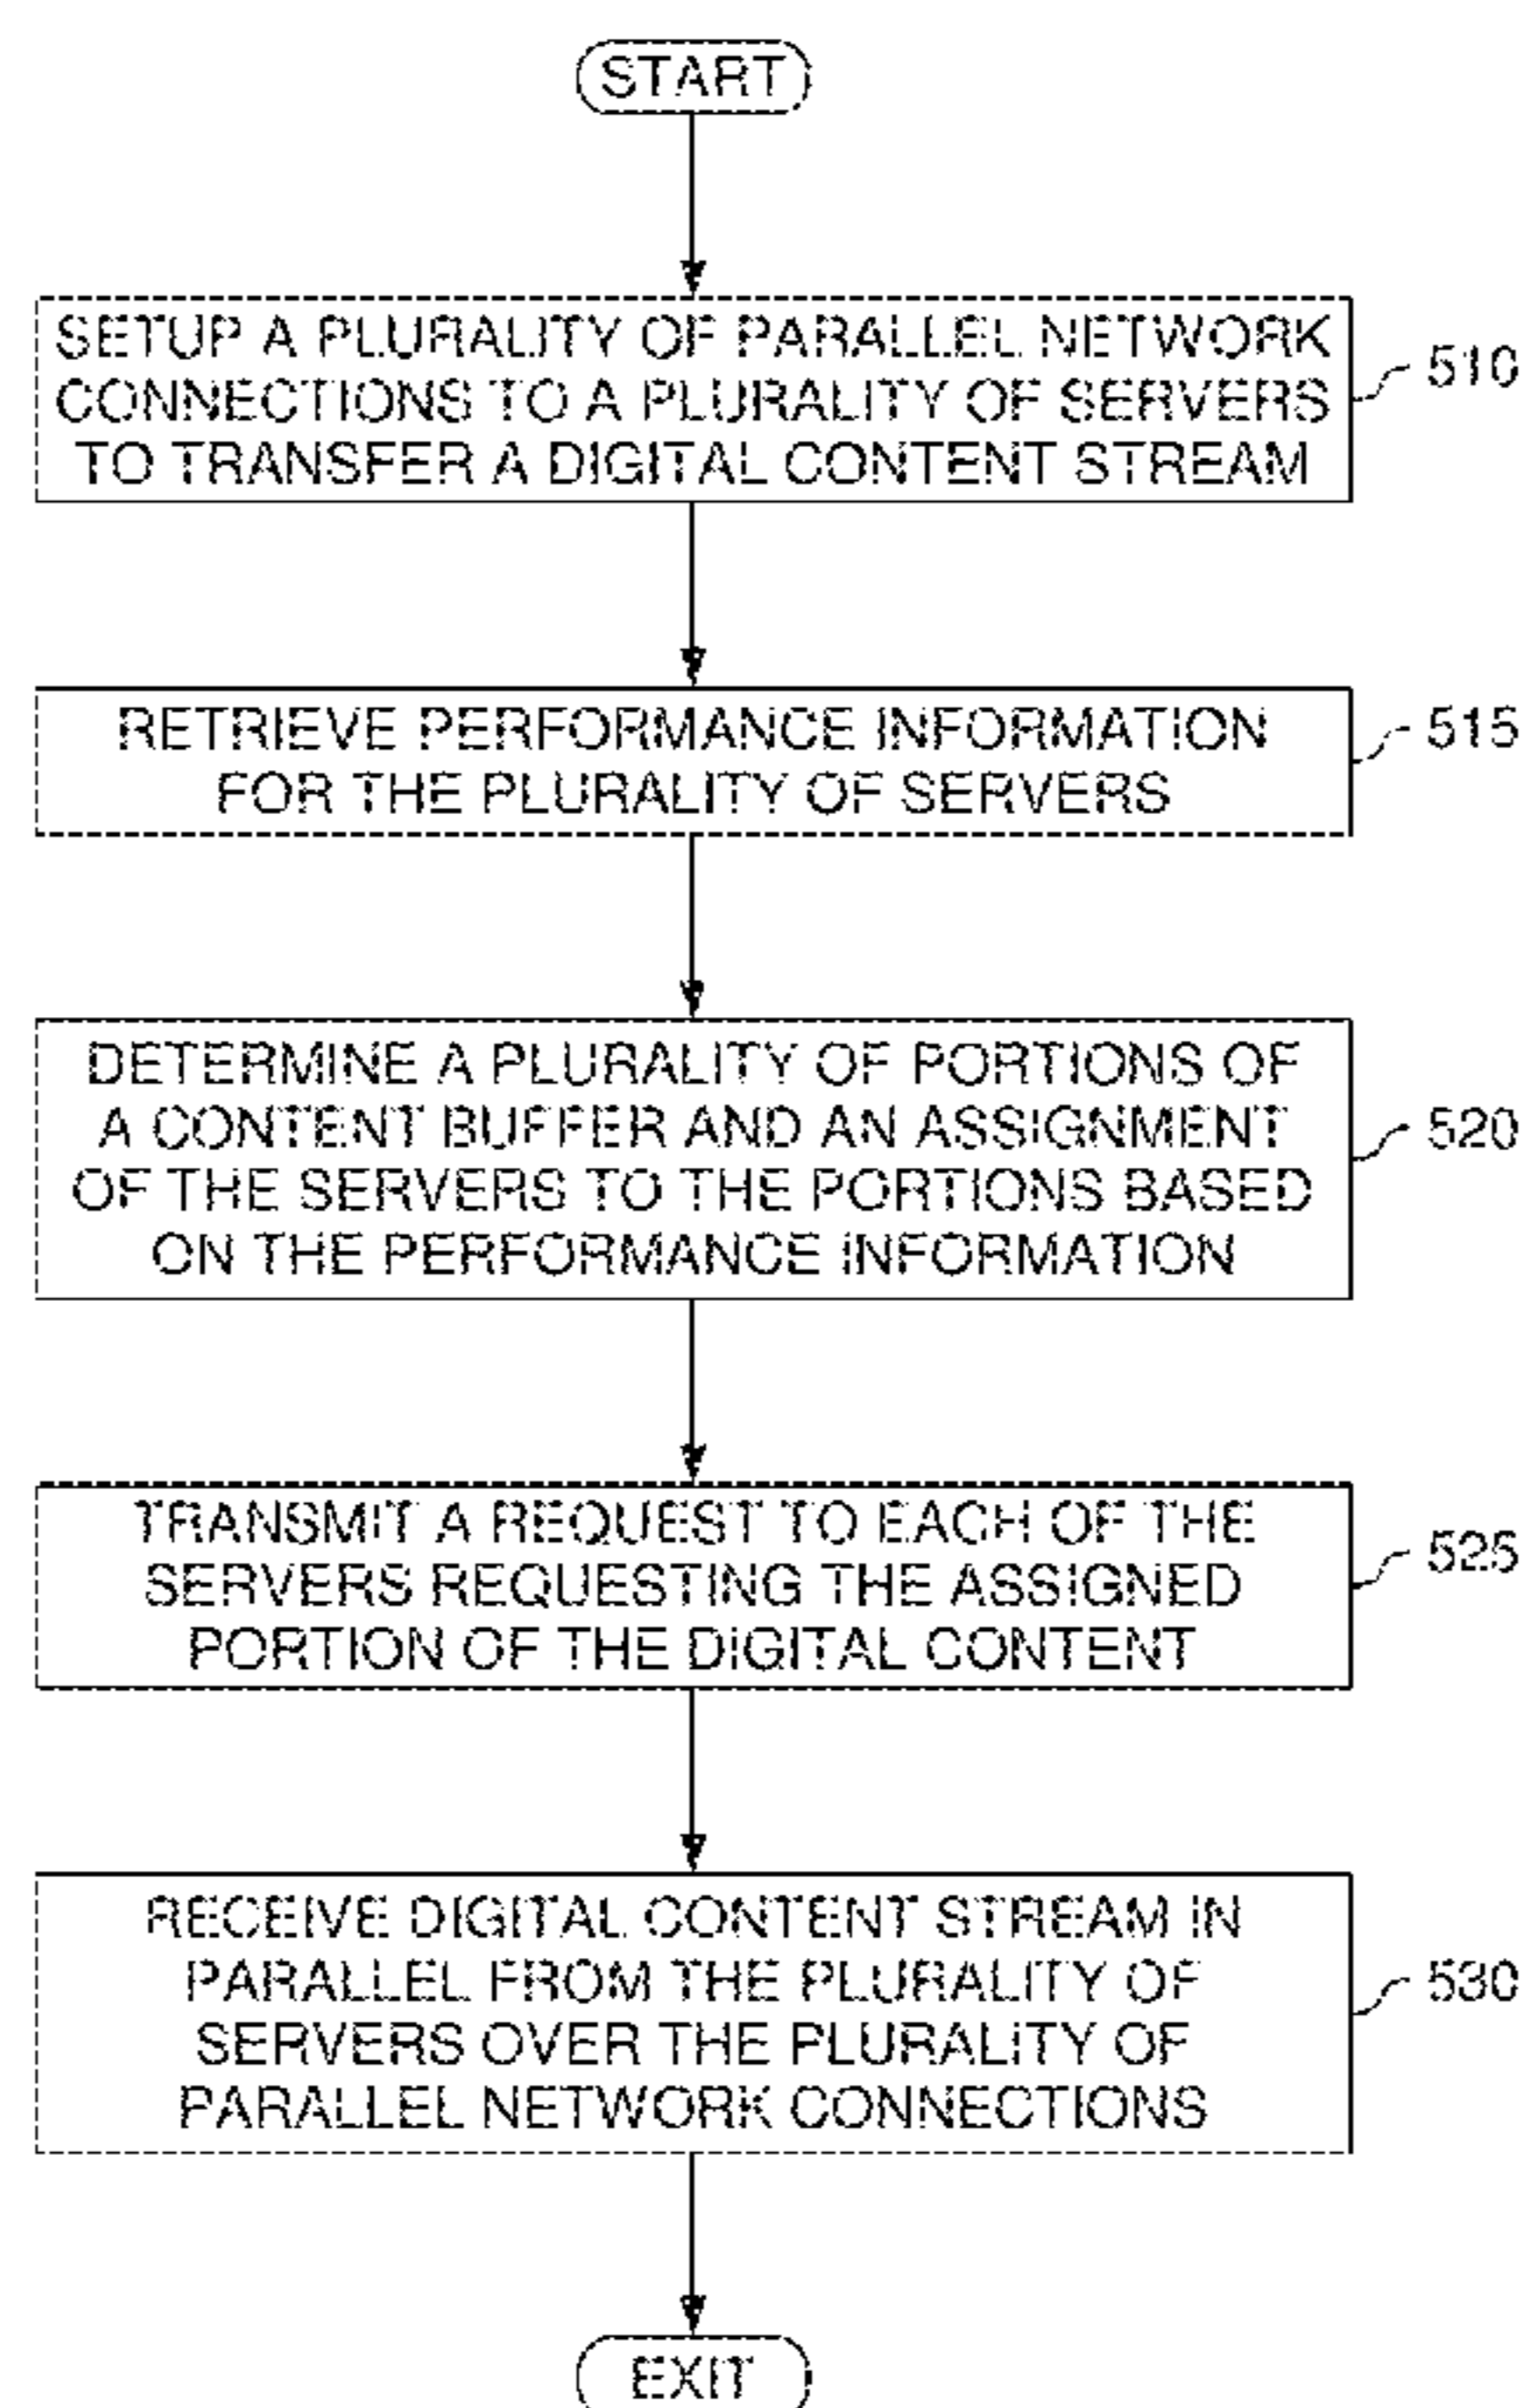 START
SETUP A PLURALITY OF PARALLEL NETWORK
CONNECTIONS TO A PLURALITY OF SERVERS
TO TRANSFER A DIGITAL CONTENT STREAM
510
RETRIEVE PERFORMANCE INFORMATION
FOR THE PLURALITY OF SERVERS
515
DETERMINE A PLURALITY OF PORTIONS OF
A CONTENT BUFFER AND AN ASSIGNMENT
OF THE SERVERS TO THE PORTIONS BASED
ON THE PERFORMANCE INFORMATION
520
TRANSMIT A REQUEST TO EACH OF THE
SERVERS REQUESTING THE ASSIGNED
PORTION OF THE DIGITAL CONTENT
525
RECEIVE DIGITAL CONTENT STREAM IN
PARALLEL FROM THE PLURALITY OF
SERVERS OVER THE PLURALITY OF
PARALLEL NETWORK CONNECTIONS
530
EXIT